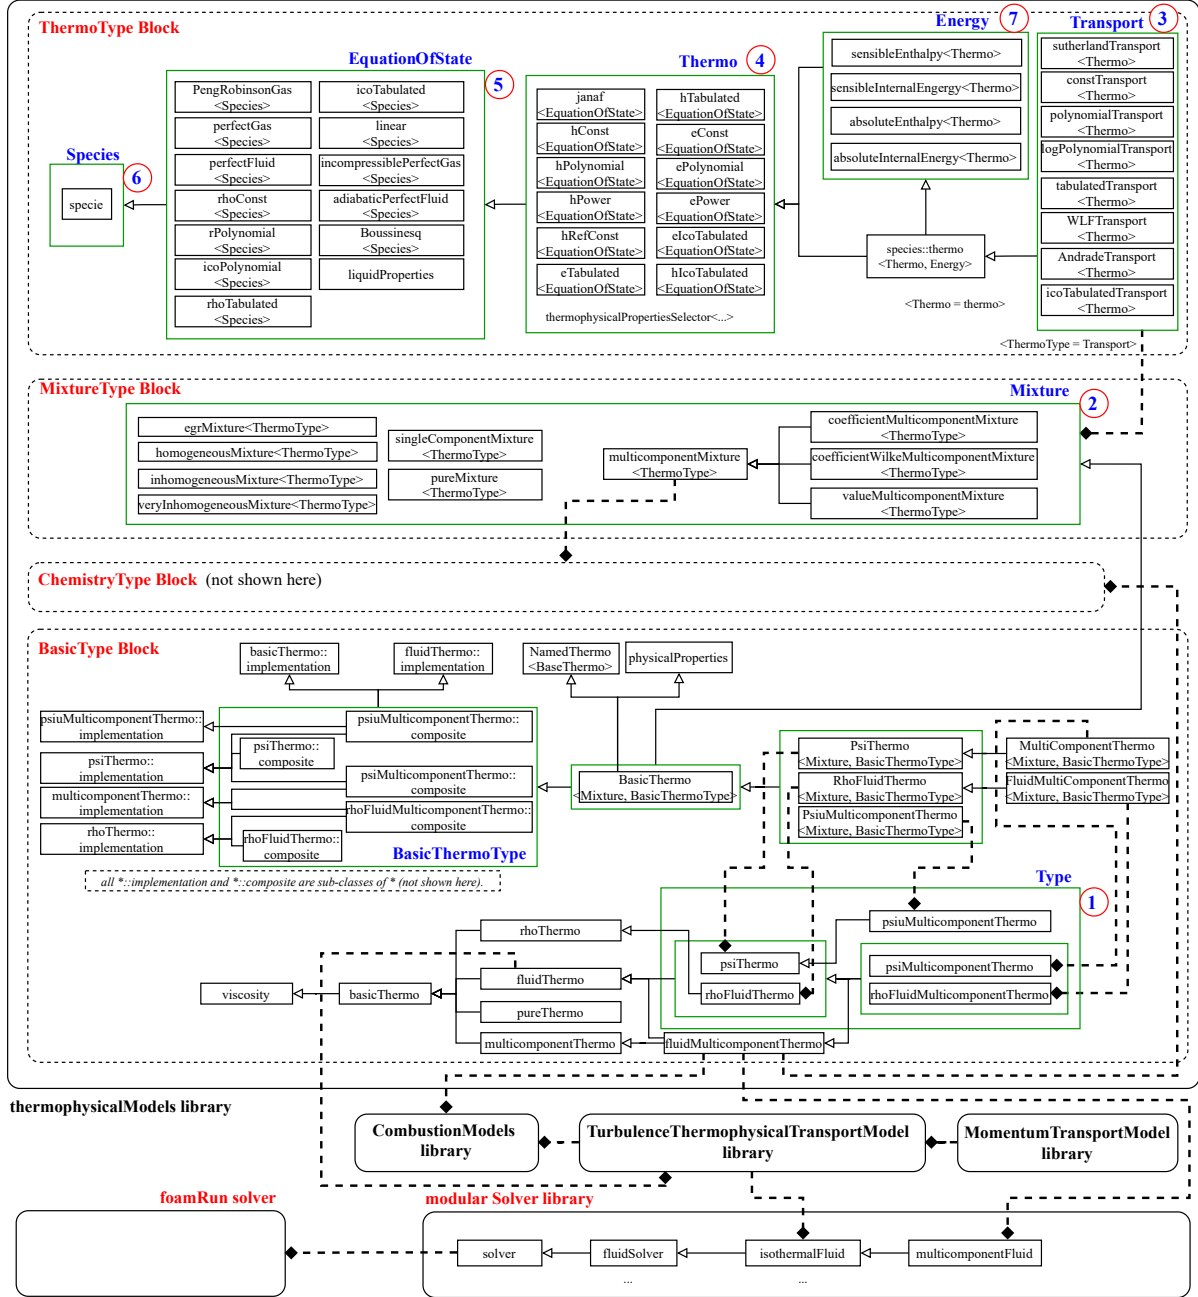 ThermoType Block
Energy
7
Transport
3
EquationOfState
5
Thermo
4
Species
6
specie
PengRobinsonGas
<Species>
perfectGas
<Species>
perfectFluid
<Species>
rhoConst
<Species>
rPolynomial
<Species>
icoPolynomial
<Species>
rhoTabulated
<Species>
icoTabulated
<Species>
linear
<Species>
incompressiblePerfectGas
<Species>
adiabaticPerfectFluid
<Species>
Boussinesq
<Species>
liquidProperties
janaf
<EquationOfState>
hConst
<EquationOfState>
hPolynomial
<EquationOfState>
hPower
<EquationOfState>
hRefConst
<EquationOfState>
eTabulated
<EquationOfState>
hTabulated
<EquationOfState>
eConst
<EquationOfState>
ePolynomial
<EquationOfState>
ePower
<EquationOfState>
eIcoTabulated
<EquationOfState>
hIcoTabulated
<EquationOfState>
thermophysicalPropertiesSelector<...>
sensibleEnthalpy<Thermo>
sensibleInternalEngergy<Thermo>
absoluteEnthalpy<Thermo>
absoluteInternalEnergy<Thermo>
species::thermo
<Thermo, Energy>
<Thermo = thermo>
sutherlandTransport
<Thermo>
constTransport
<Thermo>
polynomialTransport
<Thermo>
logPolynomialTransport
<Thermo>
tabulatedTransport
<Thermo>
WLFTransport
<Thermo>
AndradeTransport
<Thermo>
icoTabulatedTransport
<Thermo>
<ThermoType = Transport>
MixtureType Block
Mixture
2
egrMixture<ThermoType>
homogeneousMixture<ThermoType>
inhomogeneousMixture<ThermoType>
veryInhomogeneousMixture<ThermoType>
singleComponentMixture
<ThermoType>
pureMixture
<ThermoType>
multicomponentMixture
<ThermoType>
coefficientMulticomponentMixture
<ThermoType>
coefficientWilkeMulticomponentMixture
<ThermoType>
valueMulticomponentMixture
<ThermoType>
ChemistryType Block (not shown here)
BasicType Block
basicThermo::
implementation
fluidThermo::
implementation
NamedThermo
<BaseThermo>
physicalProperties
psiuMulticomponentThermo::
implementation
psiThermo::
implementation
multicomponentThermo::
implementation
rhoThermo::
implementation
psiuMulticomponentThermo::
composite
psiThermo::
composite
psiMulticomponentThermo::
composite
rhoFluidMulticomponentThermo::
composite
rhoFluidThermo::
composite
BasicThermoType
all *::implementation and *::composite are sub-classes of * (not shown here).
BasicThermo
<Mixture, BasicThermoType>
PsiThermo
<Mixture, BasicThermoType>
RhoFluidThermo
<Mixture, BasicThermoType>
PsiuMulticomponentThermo
<Mixture, BasicThermoType>
MultiComponentThermo
<Mixture, BasicThermoType>
FluidMultiComponentThermo
<Mixture, BasicThermoType>
Type
1
psiuMulticomponentThermo
psiThermo
rhoFluidThermo
psiMulticomponentThermo
rhoFluidMulticomponentThermo
rhoThermo
fluidThermo
pureThermo
multicomponentThermo
fluidMulticomponentThermo
viscosity
basicThermo
thermophysicalModels library
CombustionModels
library
TurbulenceThermophysicalTransportModel
library
MomentumTransportModel
library
foamRun solver
modular Solver library
solver
fluidSolver
isothermalFluid
multicomponentFluid
...
...